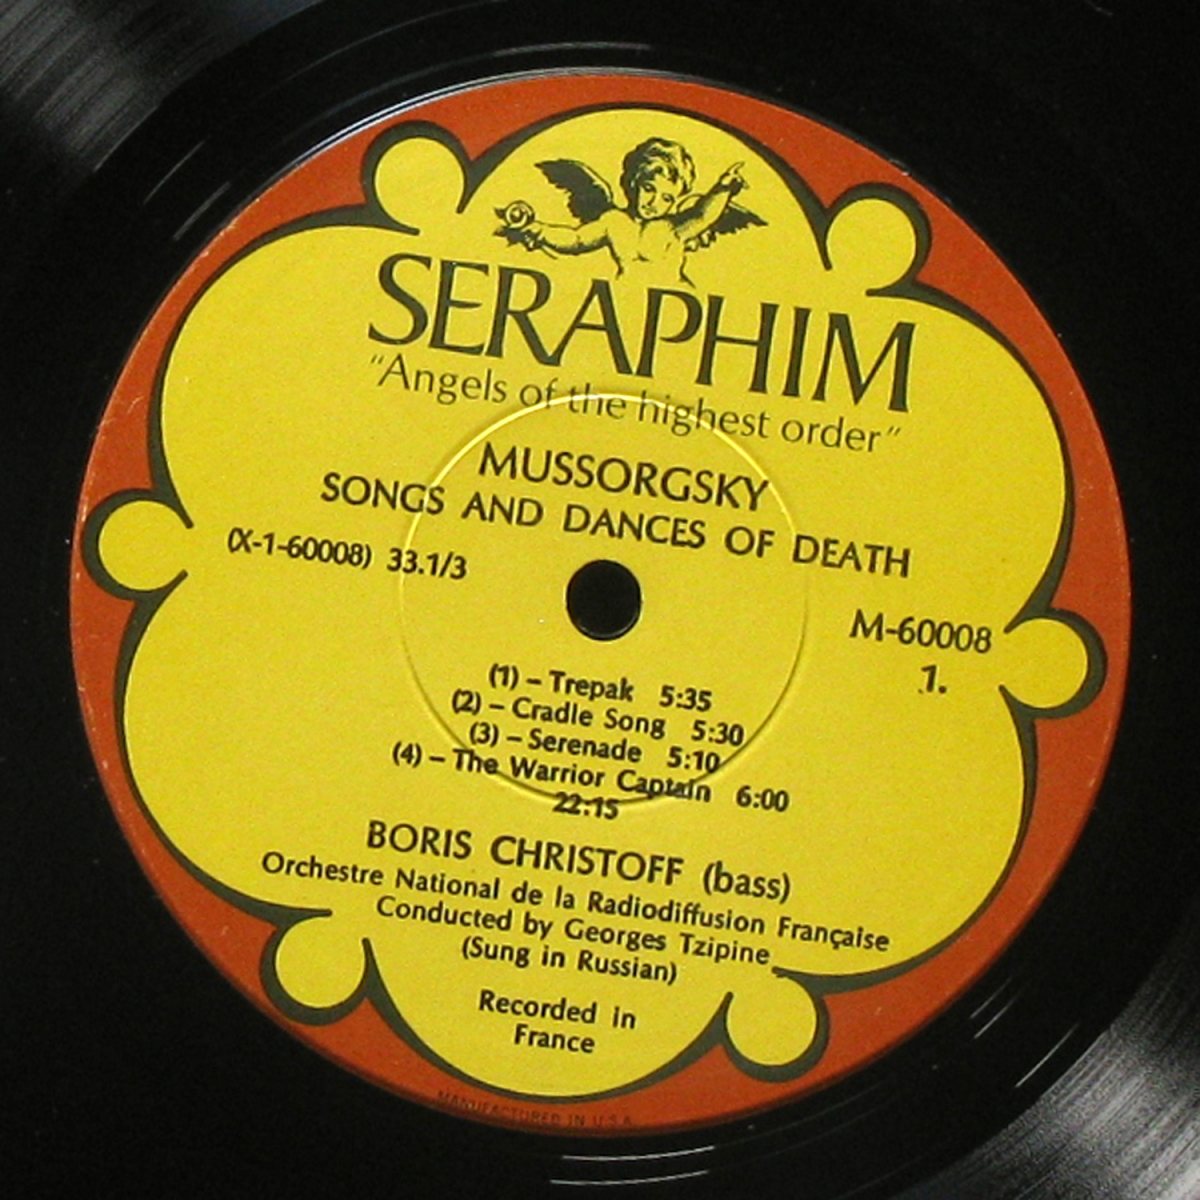 SERAPHIM
"Angels of the highest order"
MUSSORGSKY
SONGS AND DANCES OF DEATH
(X-1-60008) 33.1/3
M-60008
1.
(1) – Trepak 5:35
(2) – Cradle Song 5:30
(3) – Serenade 5:10
(4) – The Warrior Captain 6:00
22:15
BORIS CHRISTOFF (bass)
Orchestre National de la Radiodiffusion Française
Conducted by Georges Tzipine
(Sung in Russian)
Recorded in
France
MANUFACTURED IN U.S.A.